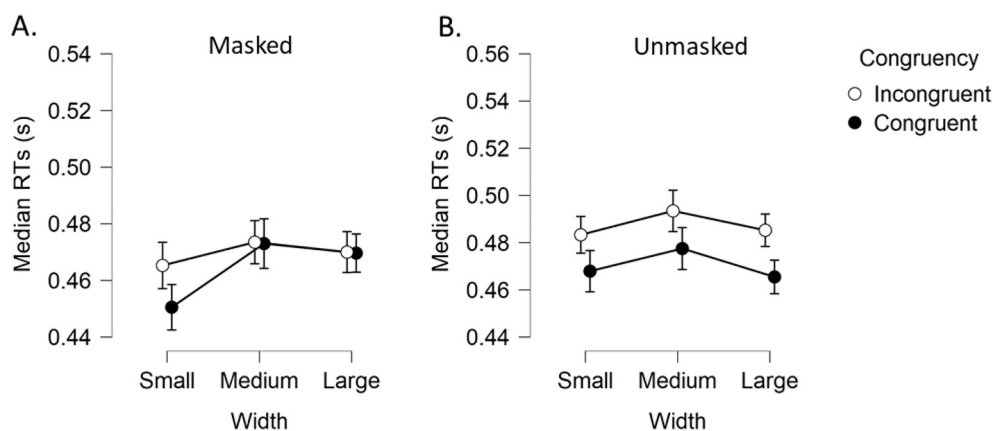 A.
Masked
0.54
0.52
0.50
0.48
0.46
0.44
Median RTs (s)
Small Medium Large
Width
B.
Unmasked
0.56
0.54
0.52
0.50
0.48
0.46
0.44
Median RTs (s)
Small Medium Large
Width
Congruency
Incongruent
Congruent